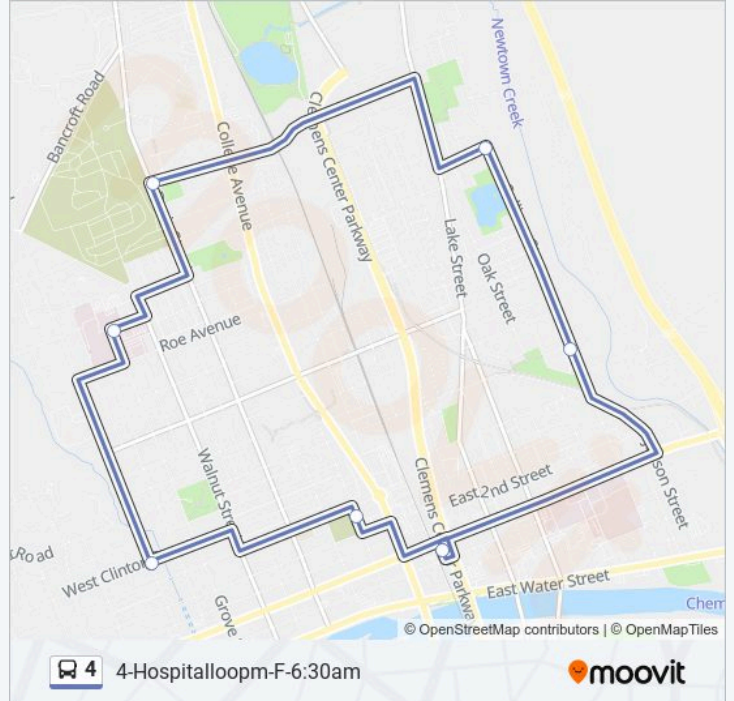 Newtown Creek
Bancroft Road
College Avenue
Clemens Center Parkway
Lake Street
Oak Street
Roe Avenue
Walnut Stre
Clemens C
Parkway
East 2nd Street
son Street
Road
West Clinton
Grove
East Water Street
Chem
© OpenStreetMap contributors | © OpenMapTiles
4 4-Hospitalloopm-F-6:30am moovit